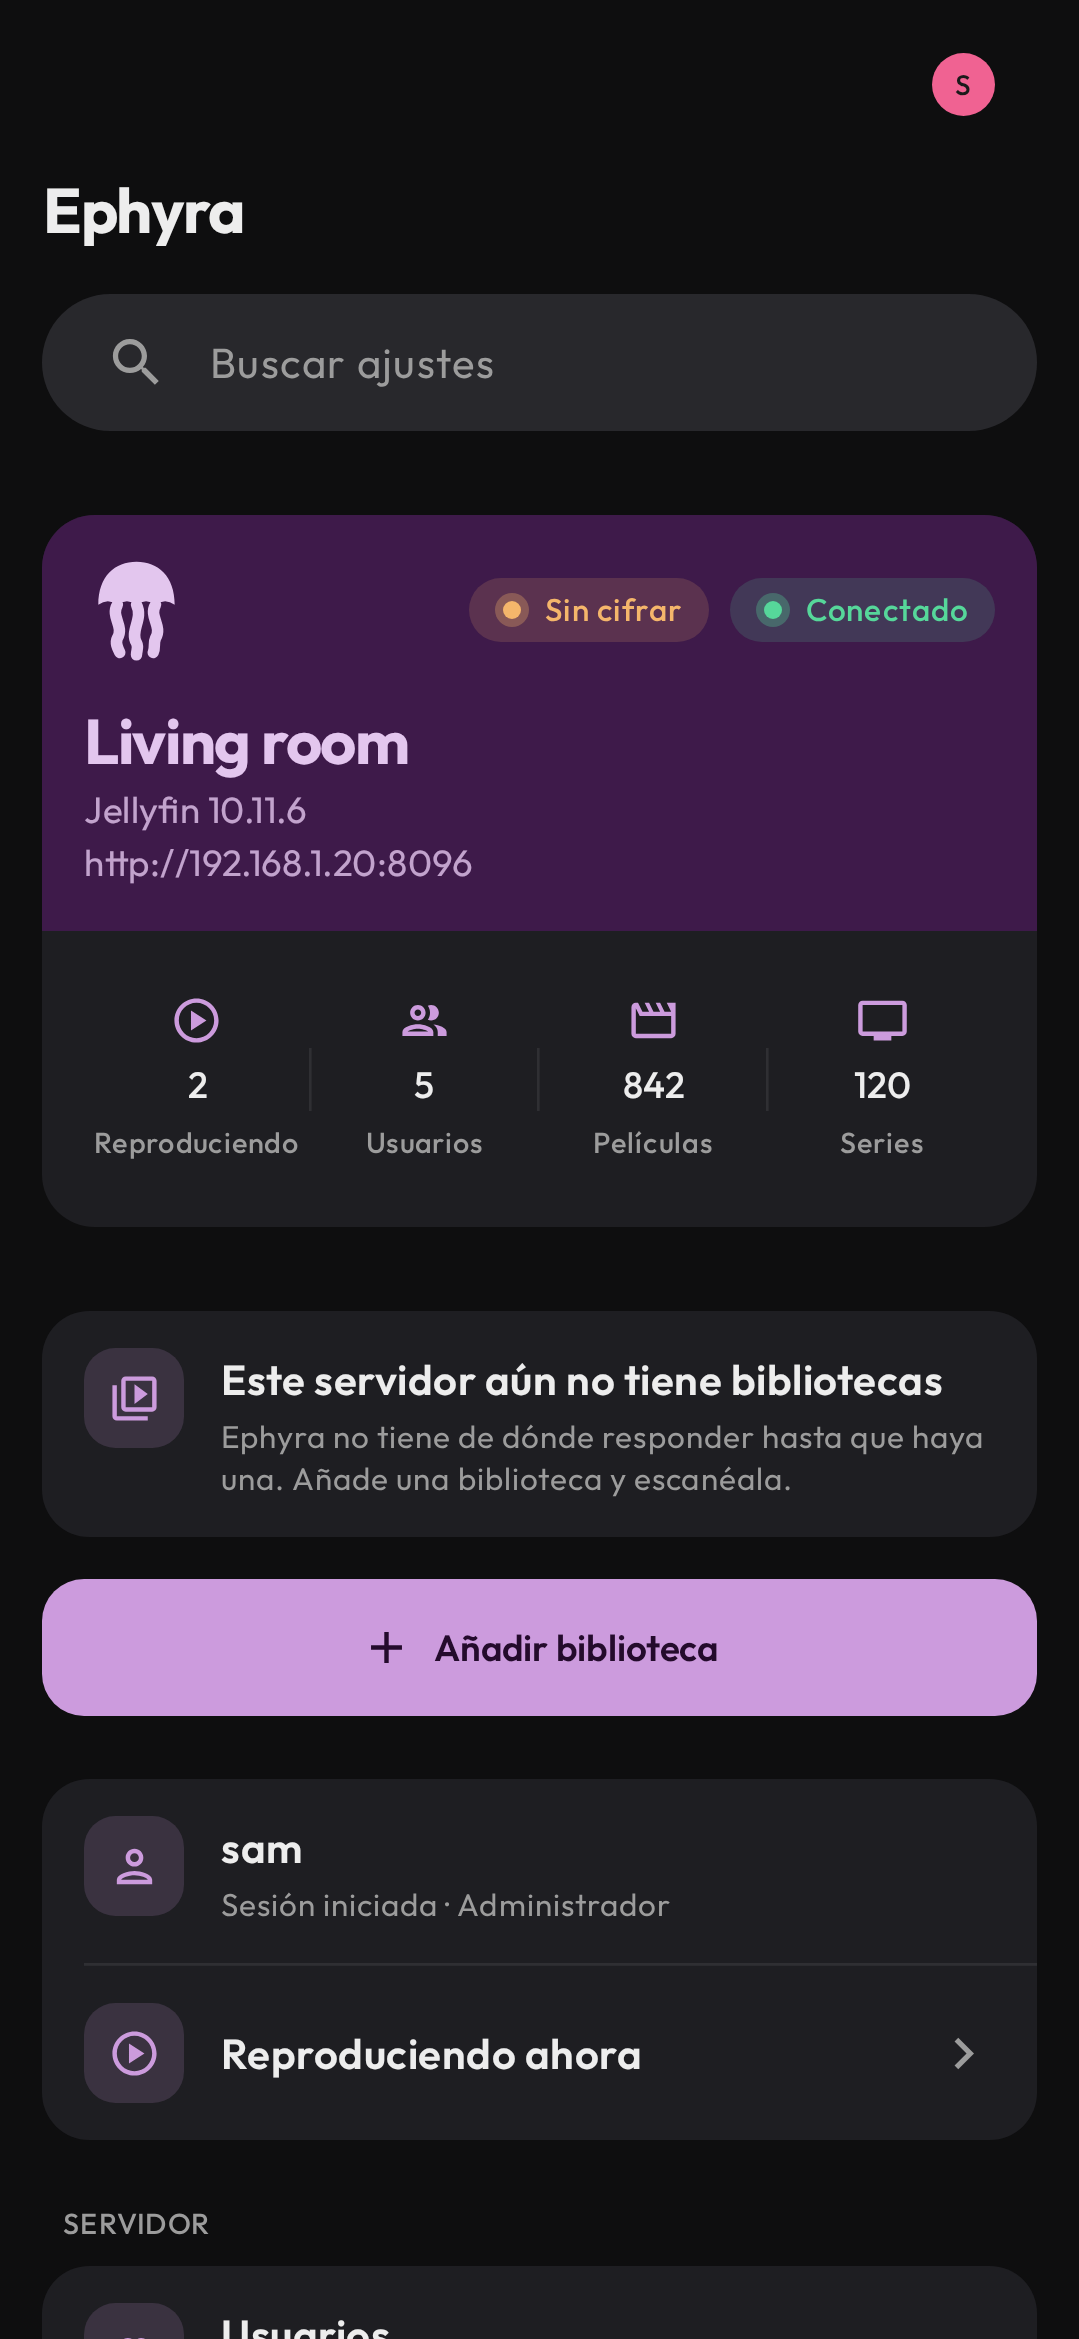 S
Ephyra
Buscar ajustes
Sin cifrar
Conectado
Living room
Jellyfin 10.11.6
http://192.168.1.20:8096
2
5
842
120
Reproduciendo
Usuarios
Películas
Series
Este servidor aún no tiene bibliotecas
Ephyra no tiene de dónde responder hasta que haya
una. Añade una biblioteca y escanéala.
Añadir biblioteca
sam
Sesión iniciada · Administrador
Reproduciendo ahora
SERVIDOR
Usuarios